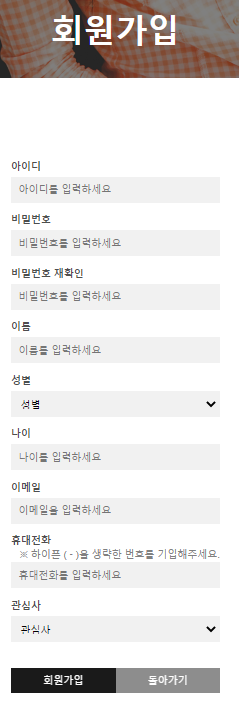 회원가입
아이디
아이디를 입력하세요
비밀번호
비밀번호를 입력하세요
비밀번호 재확인
비밀번호를 입력하세요
이름
이름를 입력하세요
성별
성별
나이
나이를 입력하세요
이메일
이메일을 입력하세요
휴대전화
※ 하이픈 ( - )을 생략한 번호를 기입해주세요.
휴대전화를 입력하세요
관심사
관심사
회원가입 돌아가기